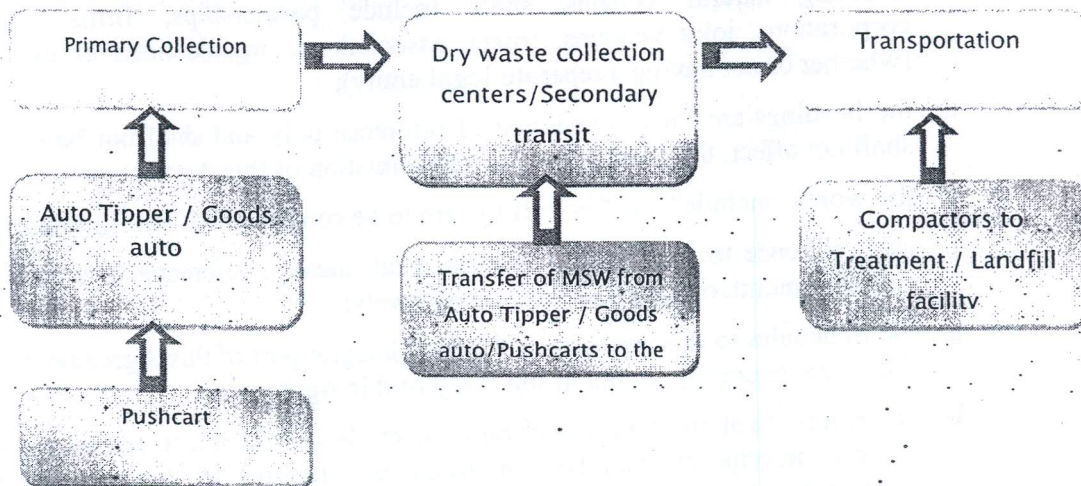 Primary Collection
Dry waste collection
centers/Secondary
transit
Transportation
Auto Tipper / Goods
auto
Transfer of MSW from
Auto Tipper / Goods
auto/Pushcarts to the
Compactors to
Treatment / Landfill
facility
Pushcart